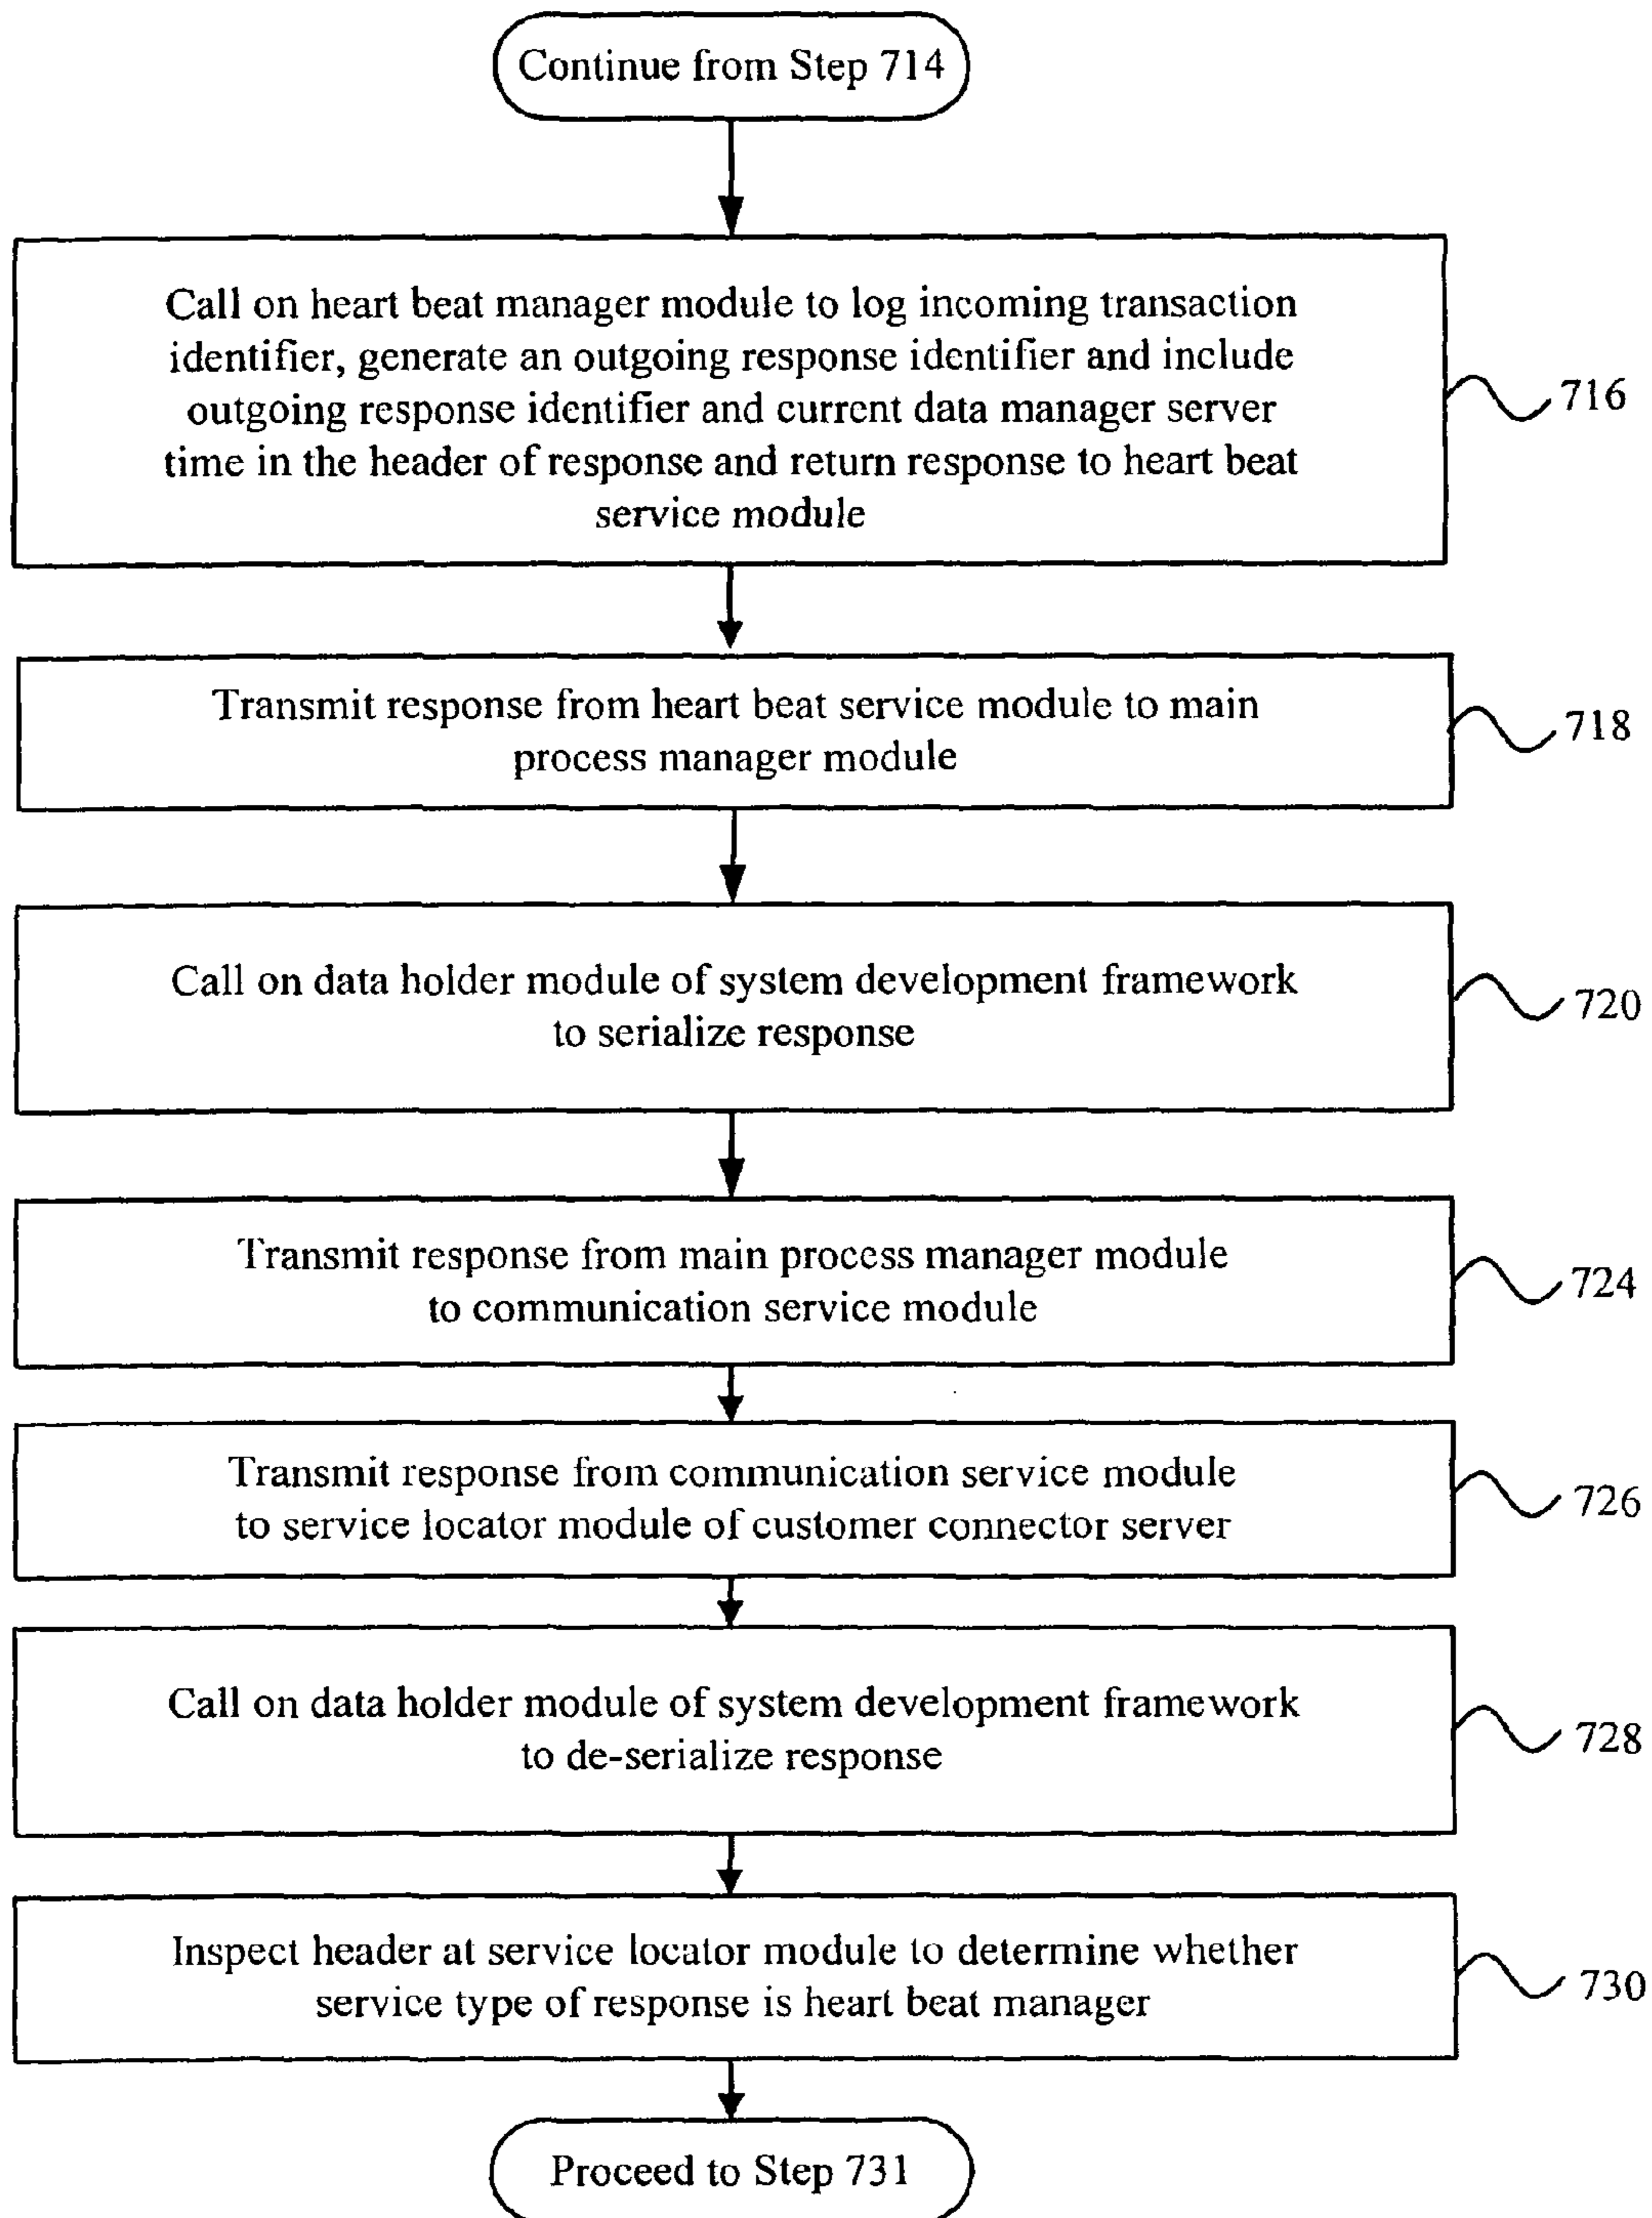 Continue from Step 714
Call on heart beat manager module to log incoming transaction
identifier, generate an outgoing response identifier and include
outgoing response identifier and current data manager server
time in the header of response and return response to heart beat
service module
716
Transmit response from heart beat service module to main
process manager module
718
Call on data holder module of system development framework
to serialize response
720
Transmit response from main process manager module
to communication service module
724
Transmit response from communication service module
to service locator module of customer connector server
726
Call on data holder module of system development framework
to de-serialize response
728
Inspect header at service locator module to determine whether
service type of response is heart beat manager
730
Proceed to Step 731